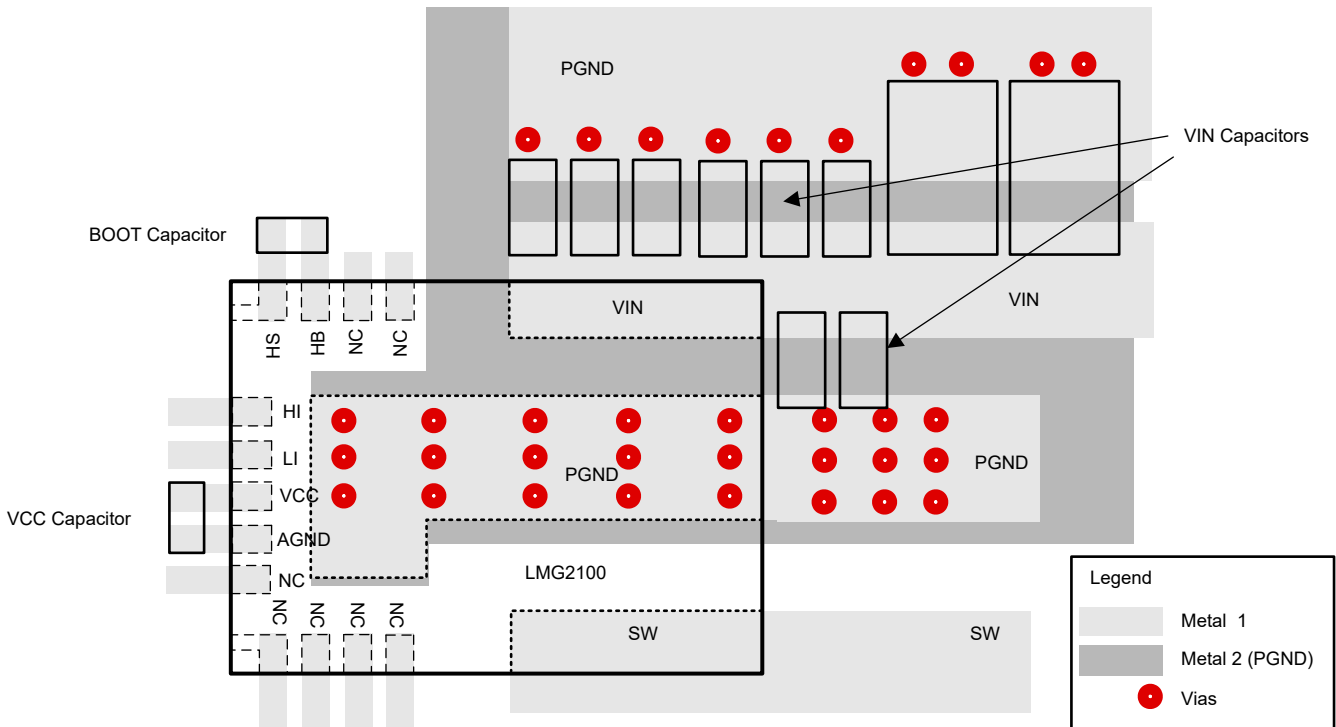 PGND
VIN Capacitors
BOOT Capacitor
VIN
VIN
HS
HB
NC
NC
HI
LI
VCC
AGND
NC
VCC Capacitor
PGND
PGND
LMG2100
NC
NC
NC
NC
SW
SW
Legend
Metal 1
Metal 2 (PGND)
Vias